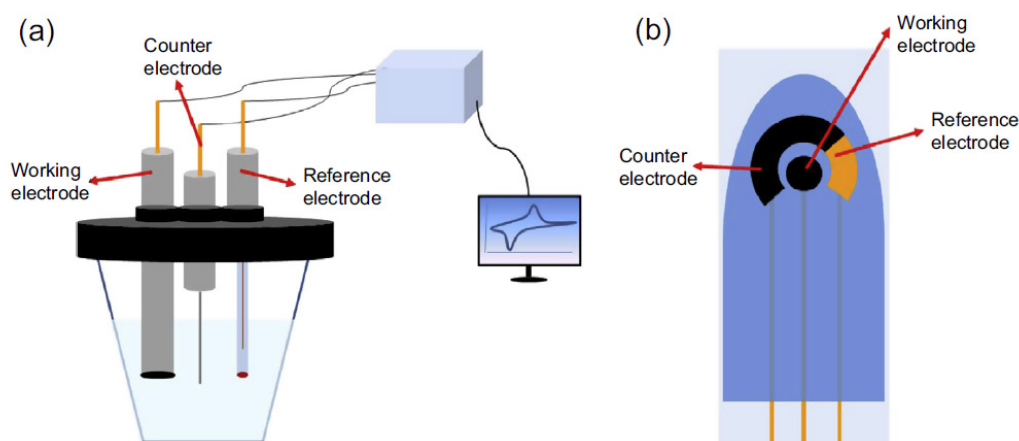 (a)
Counter
electrode
Working
electrode
Reference
electrode
(b)
Working
electrode
Reference
electrode
Counter
electrode